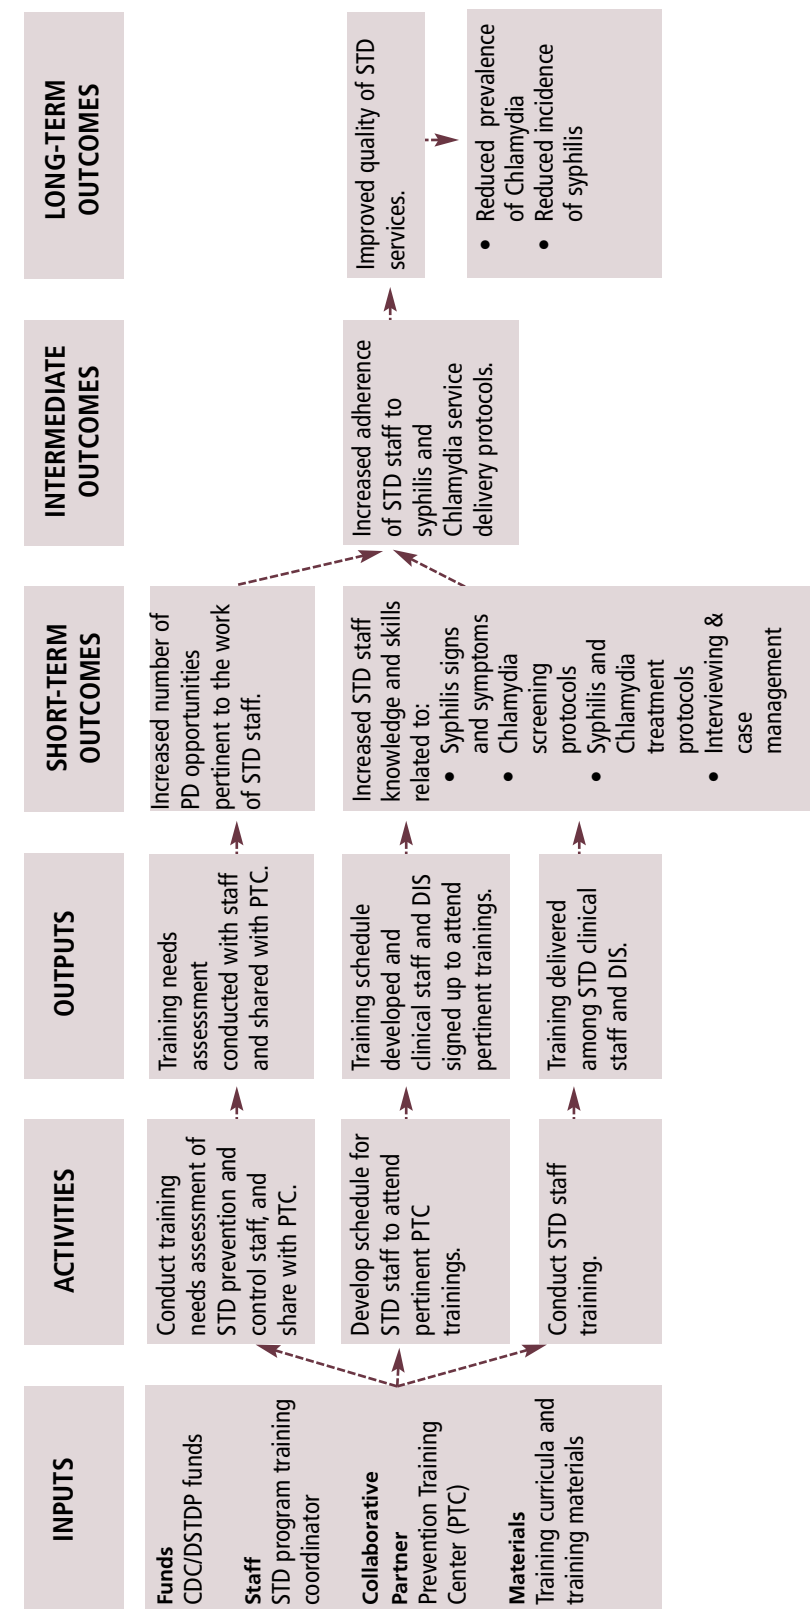 INPUTS
Funds
CDC/DSTDP funds
Staff
STD program training
coordinator
Collaborative
Partner
Prevention Training
Center (PTC)
Materials
Training curricula and
training materials
ACTIVITIES
Conduct training
needs assessment of
STD prevention and
control staff, and
share with PTC.
Develop schedule for
STD staff to attend
pertinent PTC
trainings.
Conduct STD staff
training.
OUTPUTS
Training needs
assessment
conducted with staff
and shared with PTC.
Training schedule
developed and
clinical staff and DIS
signed up to attend
pertinent trainings.
Training delivered
among STD clinical
staff and DIS.
SHORT-TERM
OUTCOMES
Increased number of
PD opportunities
pertinent to the work
of STD staff.
Increased STD staff
knowledge and skills
related to:
• Syphilis signs
and symptoms
• Chlamydia
screening
protocols
• Syphilis and
Chlamydia
treatment
protocols
• Interviewing &
case
management
INTERMEDIATE
OUTCOMES
Increased adherence
of STD staff to
syphilis and
Chlamydia service
delivery protocols.
LONG-TERM
OUTCOMES
Improved quality of STD
services.
• Reduced prevalence
of Chlamydia
• Reduced incidence
of syphilis